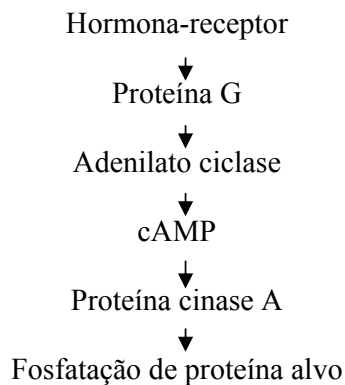 Hormona-receptor
Proteína G
Adenilato ciclase
cAMP
Proteína cinase A
Fosfatação de proteína alvo